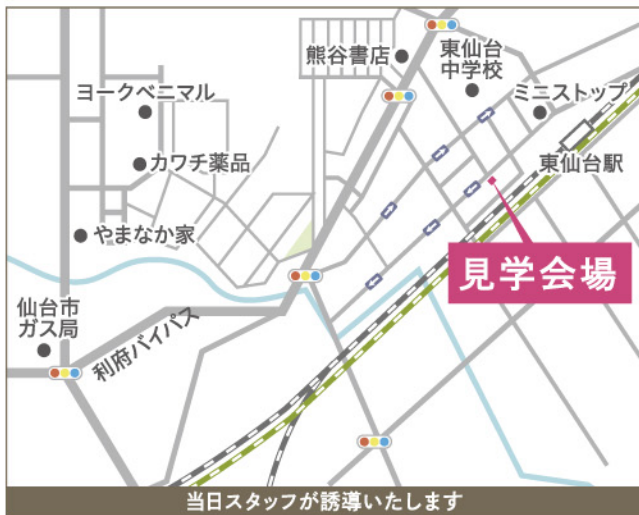 熊谷書店
東仙台
中学校
ヨークベニマル
ミニストップ
カワチ薬品
東仙台駅
やまなか家
見学会場
仙台市
ガス局
利府バイパス
当日スタッフが誘導いたします